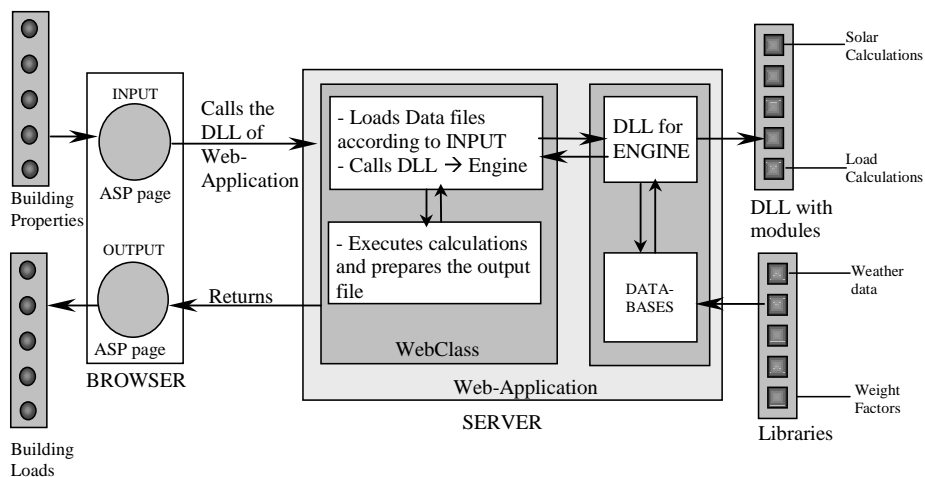 Building
Properties
INPUT
ASP page
OUTPUT
ASP page
BROWSER
Building
Loads
Calls the
DLL of
Web-
Application
Returns
- Loads Data files
according to INPUT
- Calls DLL → Engine
- Executes calculations
and prepares the output
file
WebClass
DLL for
ENGINE
DATA-
BASES
Web-Application
SERVER
Solar
Calculations
Load
Calculations
DLL with
modules
Weather
data
Weight
Factors
Libraries